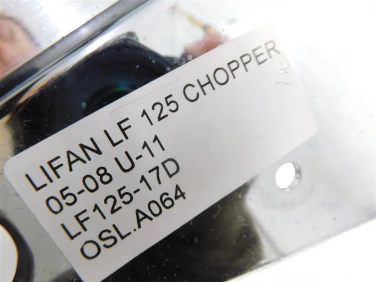 LIFAN LF 125 CHOPPER
05-08 U-11
LF125-17D
OSL.A064